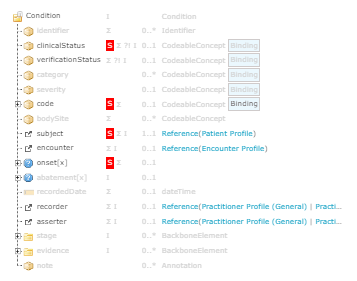 Condition I Condition
identifier Σ 0..* Identifier
clinicalStatus S Σ ?! I 0..1 CodeableConcept Binding
verificationStatus Σ ?! I 0..1 CodeableConcept Binding
category 0..* CodeableConcept Binding
severity 0..1 CodeableConcept Binding
code S Σ 0..1 CodeableConcept Binding
bodySite Σ 0..* CodeableConcept
subject S Σ I 1..1 Reference(Patient Profile)
encounter Σ I 0..1 Reference(Encounter Profile)
onset[x] S Σ 0..1
abatement[x] I 0..1
recordedDate Σ 0..1 dateTime
recorder Σ I 0..1 Reference(Practitioner Profile (General) | Practi...
asserter Σ I 0..1 Reference(Practitioner Profile (General) | Practi...
stage I 0..* BackboneElement
evidence I 0..* BackboneElement
note 0..* Annotation